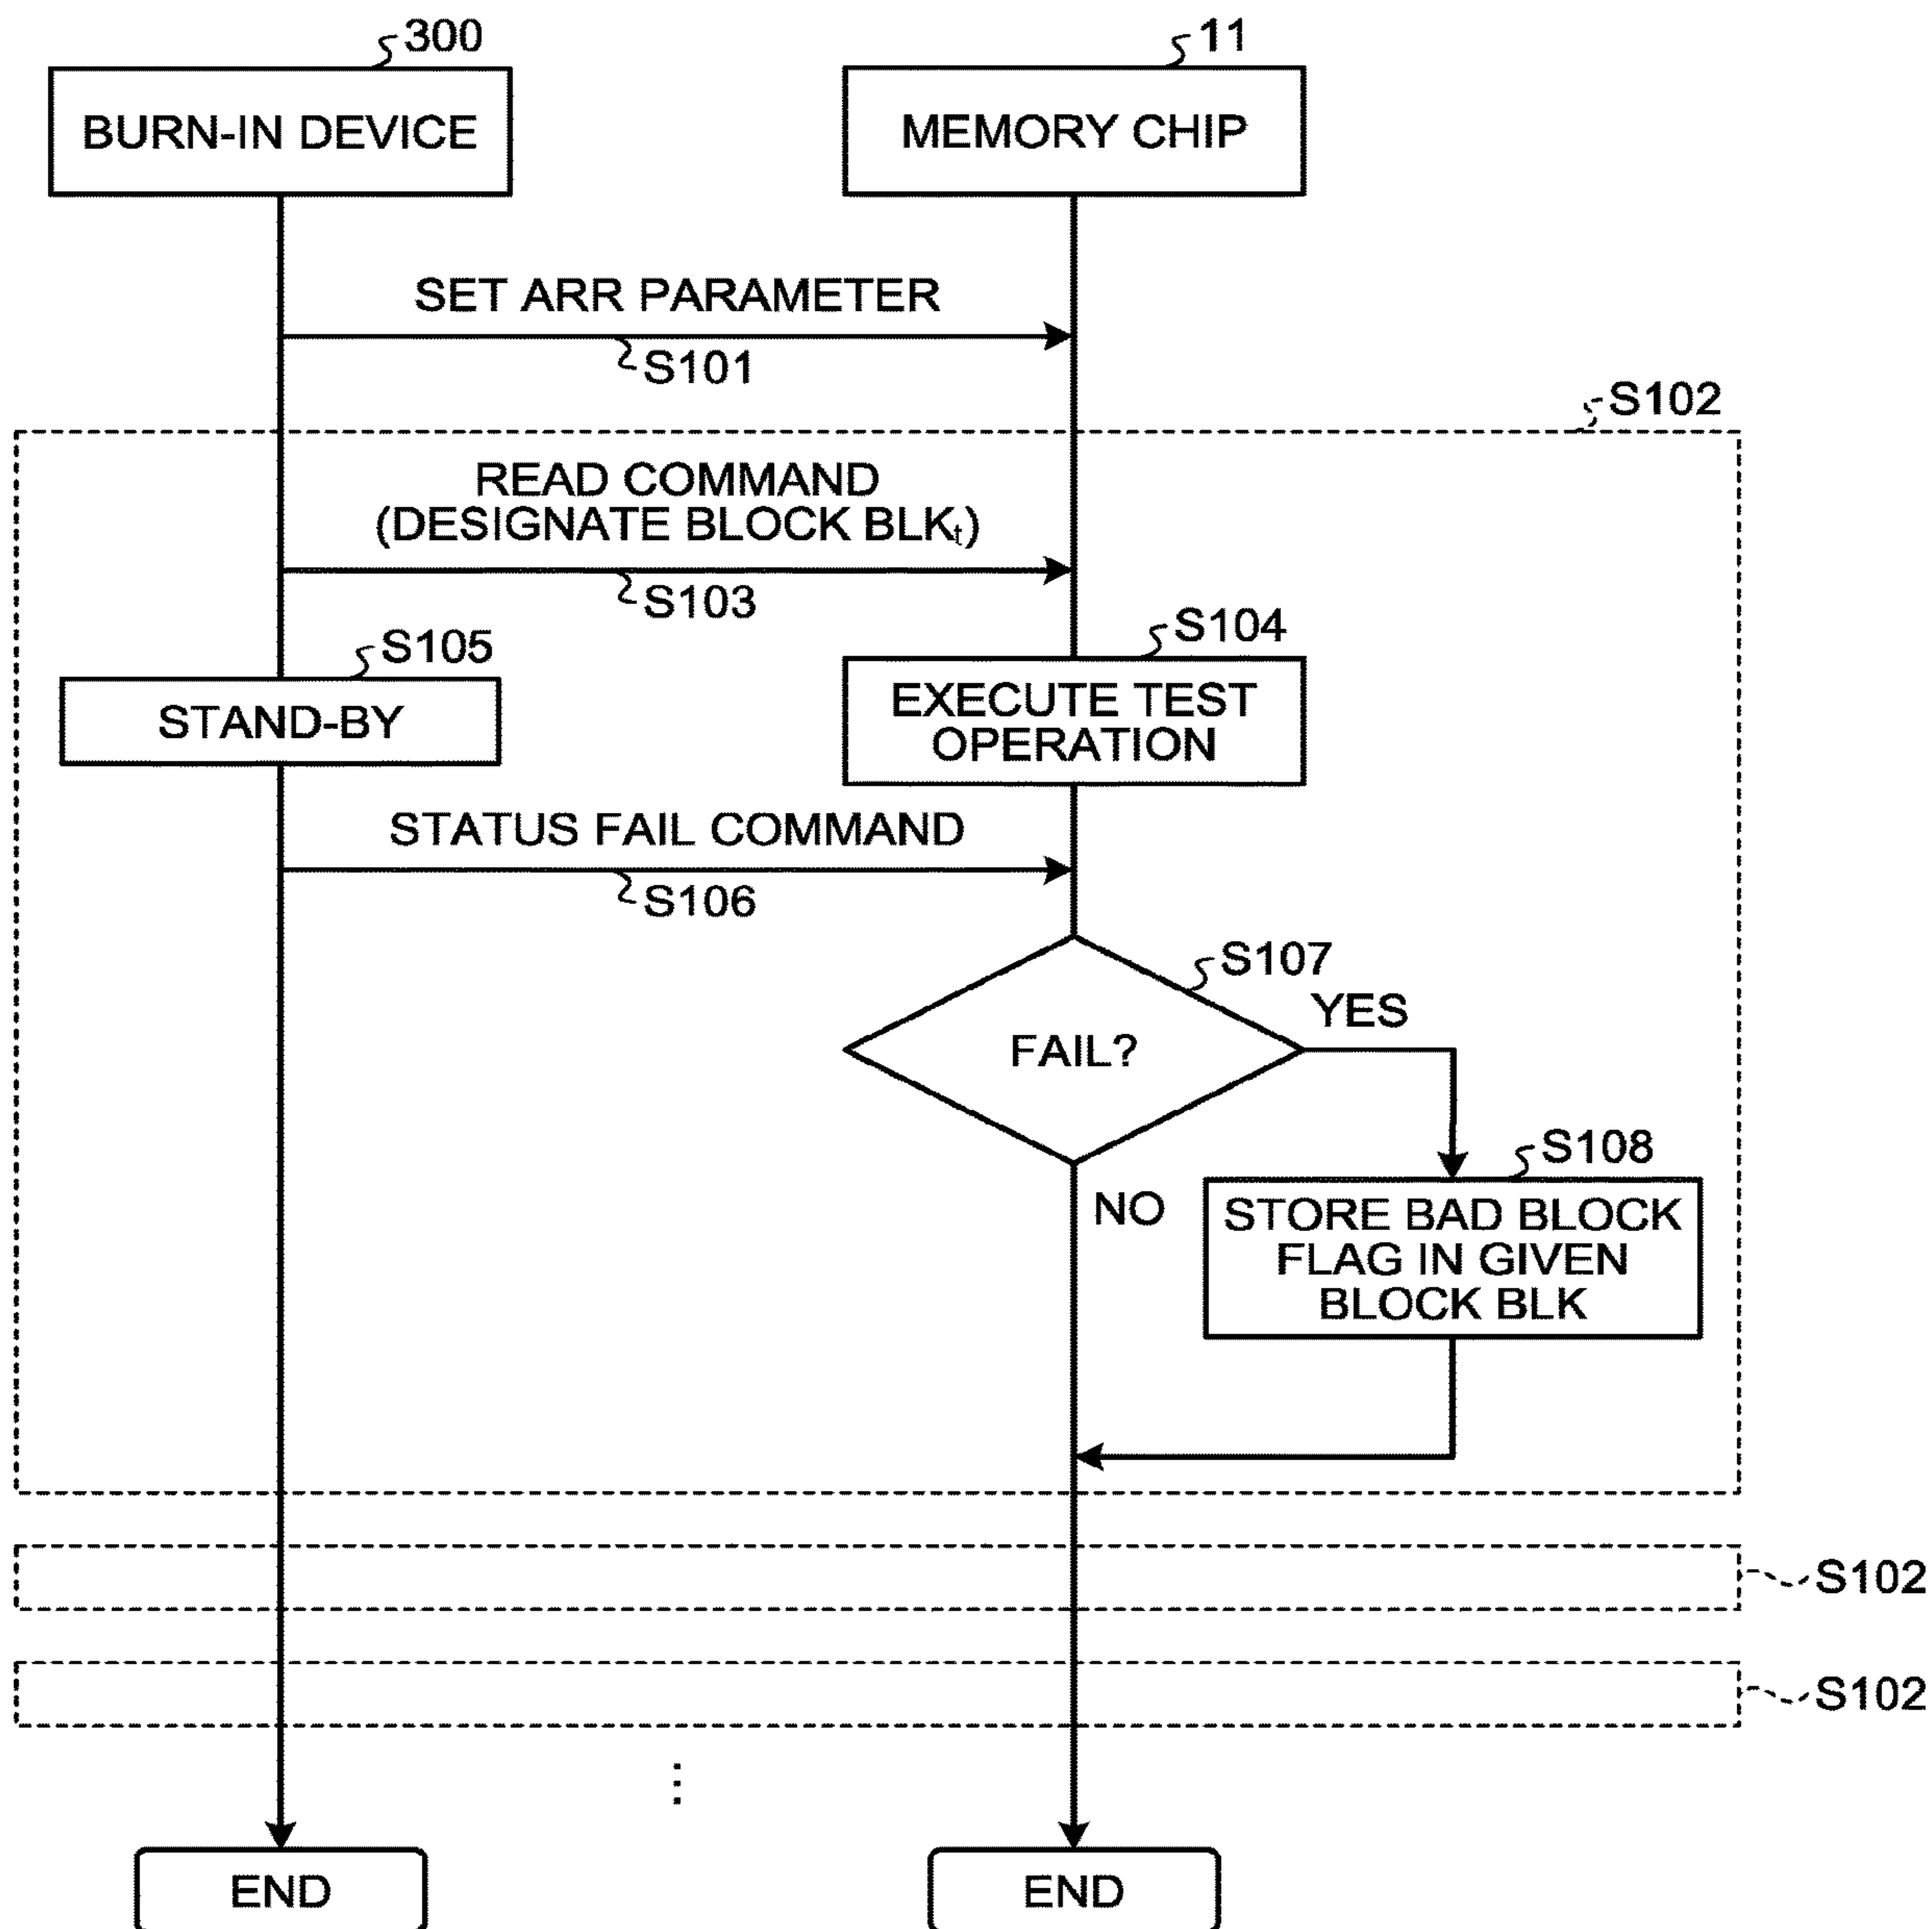 300
11
BURN-IN DEVICE
MEMORY CHIP
SET ARR PARAMETER
S101
S102
READ COMMAND
(DESIGNATE BLOCK BLKt)
S103
S105
S104
STAND-BY
EXECUTE TEST
OPERATION
STATUS FAIL COMMAND
S106
S107
YES
FAIL?
S108
NO
STORE BAD BLOCK
FLAG IN GIVEN
BLOCK BLK
S102
S102
⋮
END
END